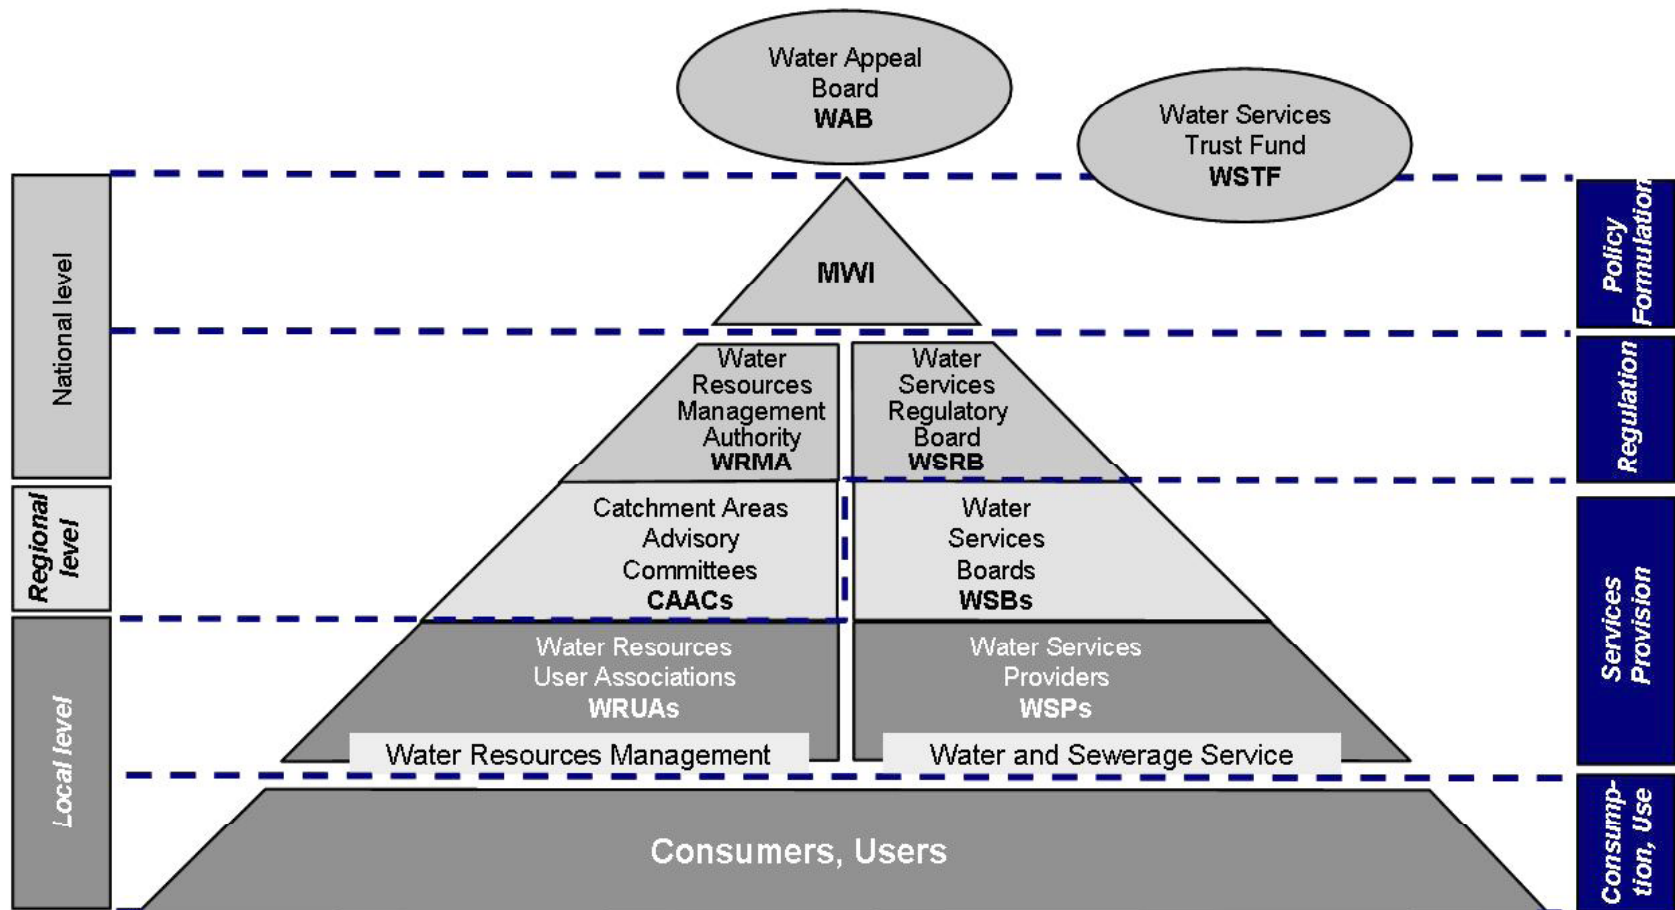 Water Appeal
Board
WAB
Water Services
Trust Fund
WSTF
National level
MWI
Policy
Formulation
Water
Resources
Management
Authority
WRMA
Water
Services
Regulatory
Board
WSRB
Regulation
Regional
level
Catchment Areas
Advisory
Committees
CAACs
Water
Services
Boards
WSBs
Services
Provision
Local level
Water Resources
User Associations
WRUAs
Water Services
Providers
WSPs
Water Resources Management
Water and Sewerage Service
Consumers, Users
Consump-
tion, Use